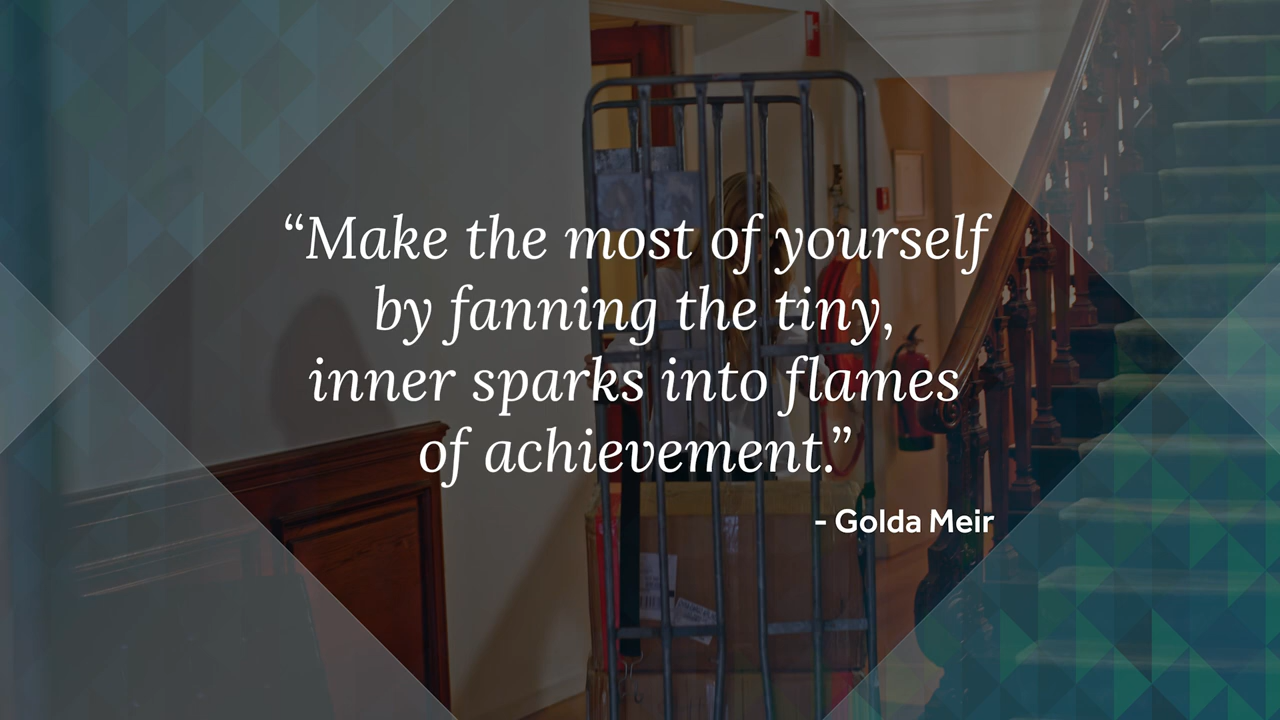 “Make the most of yourself
by fanning the tiny,
inner sparks into flames
of achievement.”
- Golda Meir